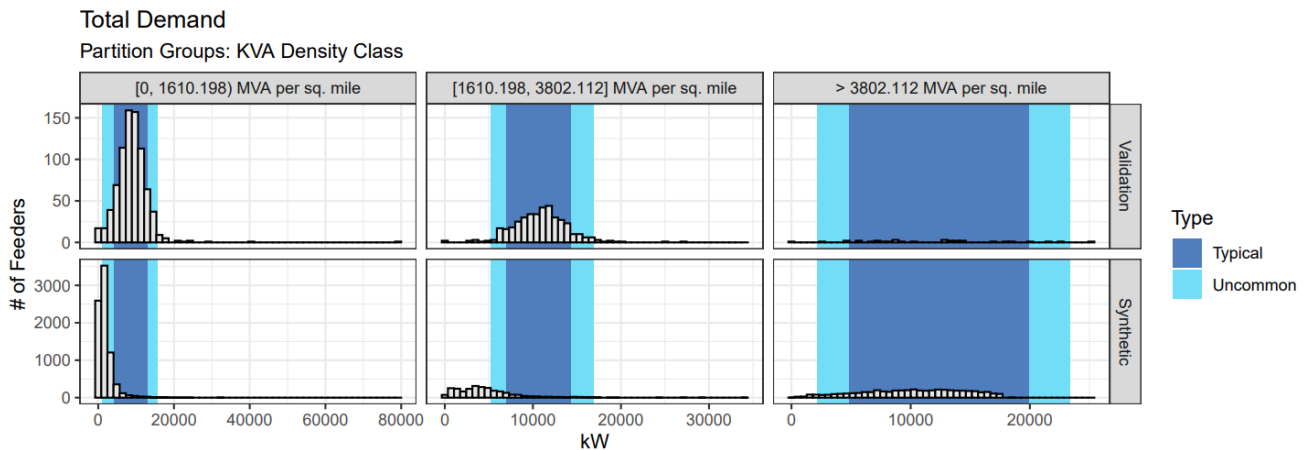 Total Demand
Partition Groups: KVA Density Class
[0, 1610.198) MVA per sq. mile
[1610.198, 3802.112] MVA per sq. mile
> 3802.112 MVA per sq. mile
150
100
50
0
Validation
# of Feeders
3000
2000
1000
0
Synthetic
0 20000 40000 60000 80000
0 10000 20000 30000
0 10000 20000
kW
Type
Typical
Uncommon